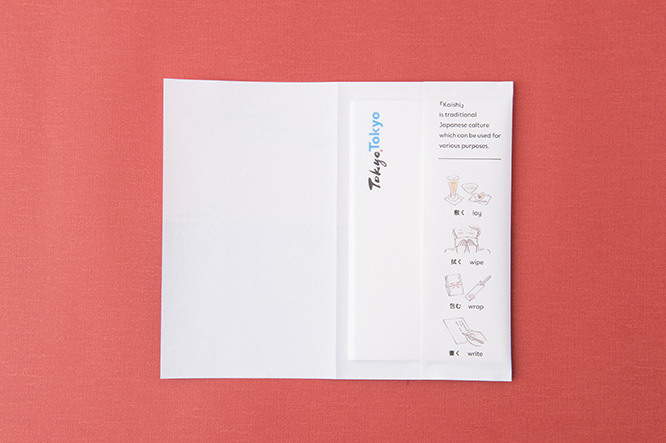 Tokyo Tokyo
『Kaishi』
is traditional
Japanese culture
which can be used for
various purposes.
敷く lay
拭く wipe
包む wrap
書く write